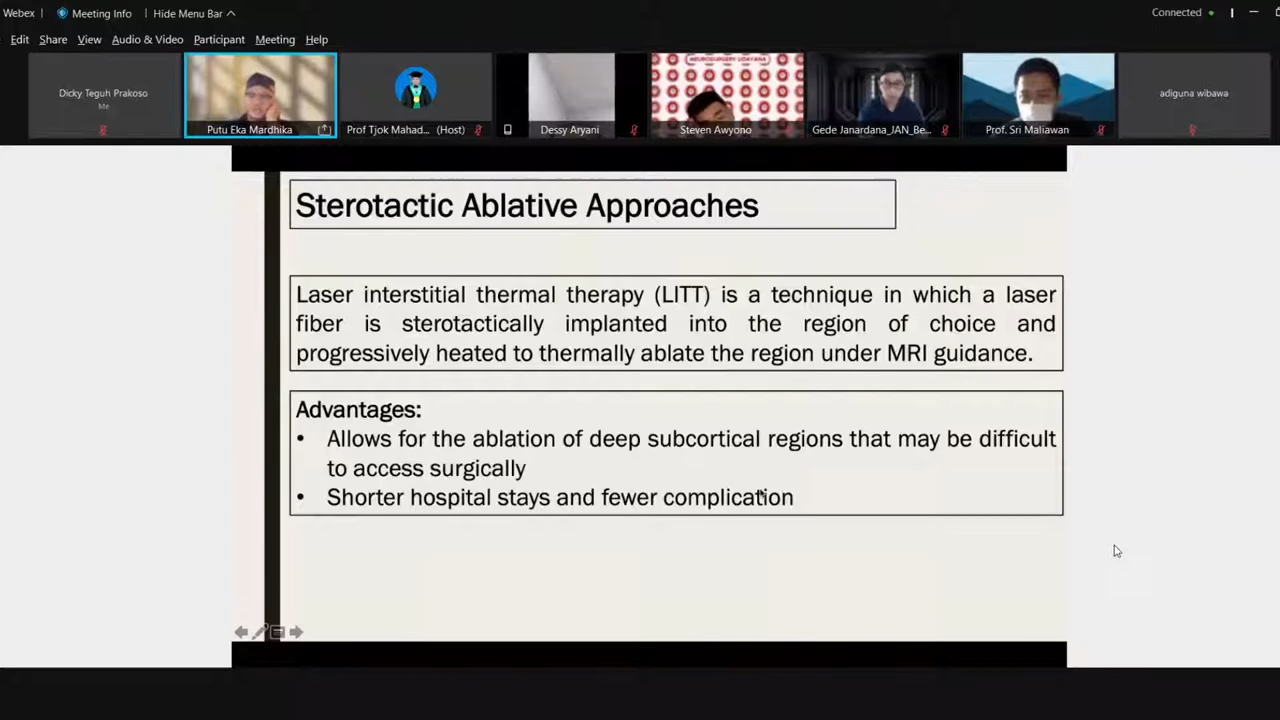 Webex
Meeting Info
Hide Menu Bar
Connected
Edit Share View Audio & Video Participant Meeting Help
Dicky Teguh Prakoso
Me
Putu Eka Mardhika
Prof Tjok Mahad... (Host)
Dessy Aryani
NEUROSURGERY UDAYANA
Steven Awyono
Gede Janardana_JAN_Be...
Prof. Sri Maliawan
adiguna wibawa
Sterotactic Ablative Approaches
Laser interstitial thermal therapy (LITT) is a technique in which a laser
fiber is sterotactically implanted into the region of choice and
progressively heated to thermally ablate the region under MRI guidance.
Advantages:
• Allows for the ablation of deep subcortical regions that may be difficult
to access surgically
• Shorter hospital stays and fewer complication